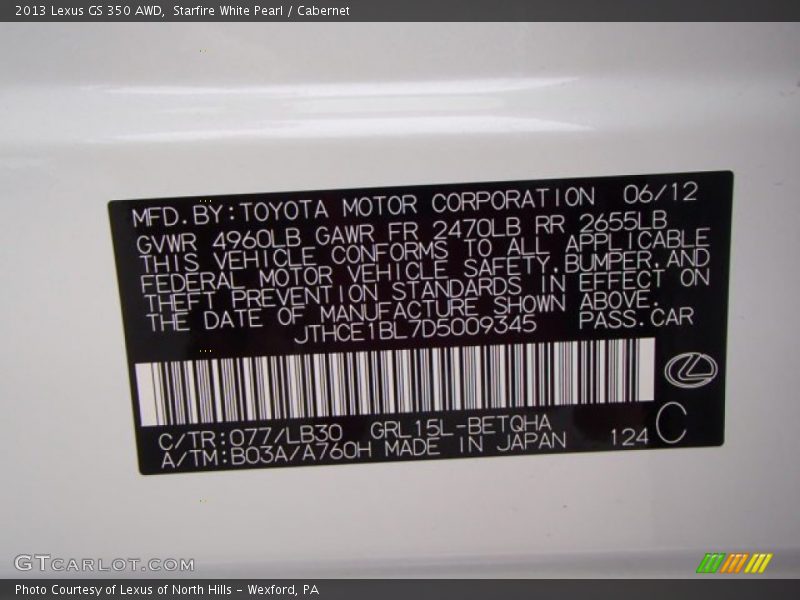 2013 Lexus GS 350 AWD, Starfire White Pearl / Cabernet
MFD.BY:TOYOTA MOTOR CORPORATION 06/12
GVWR 4960LB GAWR FR 2470LB RR 2655LB
THIS VEHICLE CONFORMS TO ALL APPLICABLE
FEDERAL MOTOR VEHICLE SAFETY,BUMPER,AND
THEFT PREVENTION STANDARDS IN EFFECT ON
THE DATE OF MANUFACTURE SHOWN ABOVE.
JTHCE1BL7D5009345 PASS.CAR
C/TR:077/LB30 GRL15L-BETQHA
A/TM:B03A/A760H MADE IN JAPAN 124 C
GTCARLOT.COM
Photo Courtesy of Lexus of North Hills - Wexford, PA